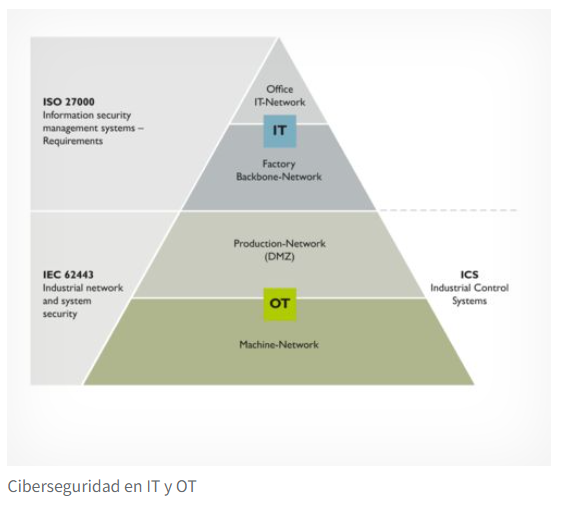 Office
IT-Network
ISO 27000
Information security
management systems –
Requirements
IT
Factory
Backbone-Network
Production-Network
(DMZ)
IEC 62443
Industrial network
and system
security
ICS
Industrial Control
Systems
OT
Machine-Network
Ciberseguridad en IT y OT